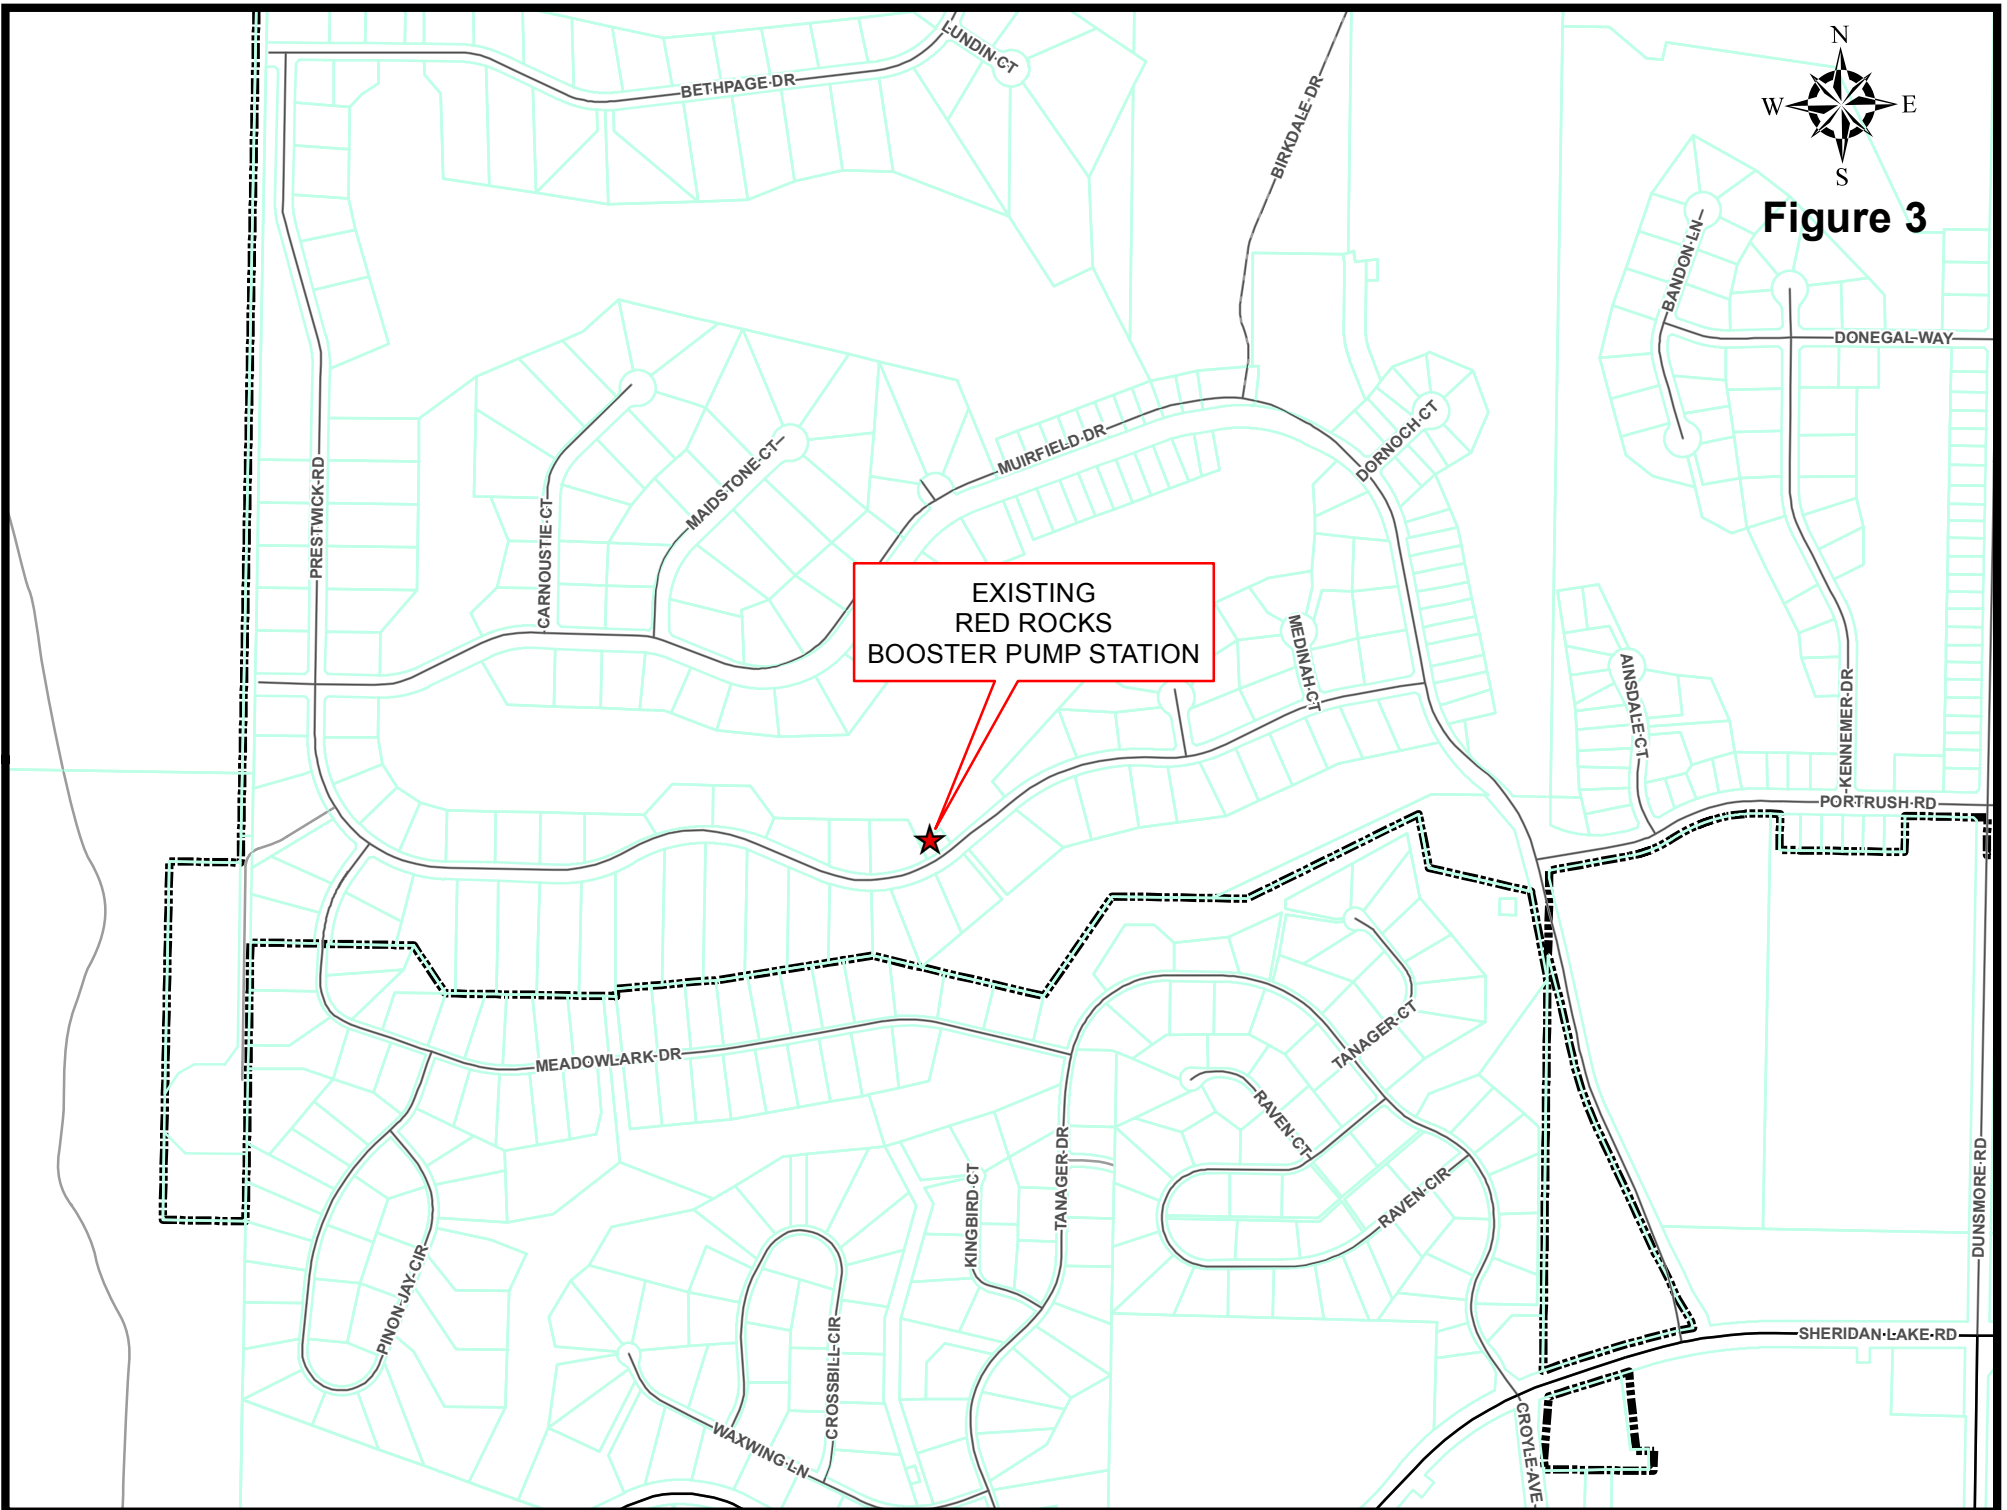 LUNDIN CT
BETHPAGE DR
BIRKDALE DR
N
W
E
S
Figure 3
BANDON LN
DONEGAL WAY
PRESTWICK RD
CARNOUSTIE CT
MAIDSTONE CT
MUIRFIELD DR
DORNOCH CT
EXISTING
RED ROCKS
BOOSTER PUMP STATION
MEDINAH CT
AINSDALE CT
KENNEMER DR
PORTRUSH RD
MEADOWLARK DR
TANAGER CT
RAVEN CT
RAVEN CIR
TANAGER DR
KINGBIRD CT
PINON JAY CIR
CROSSBILL CIR
WAXWING LN
DUNSMORE RD
SHERIDAN LAKE RD
CROYLE AVE